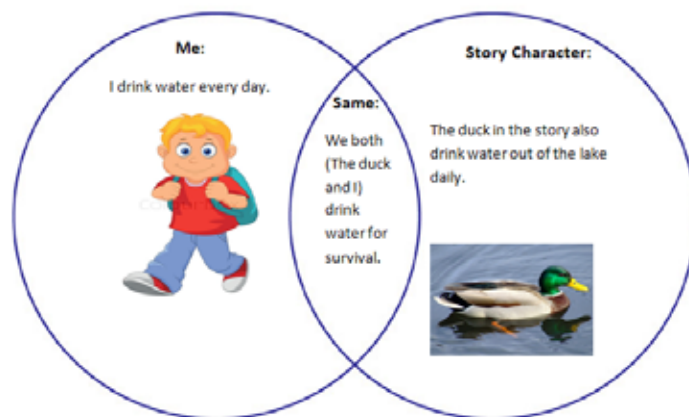 Me:
I drink water every day.
Same:
We both
(The duck
and I)
drink
water for
survival.
Story Character:
The duck in the story also
drink water out of the lake
daily.